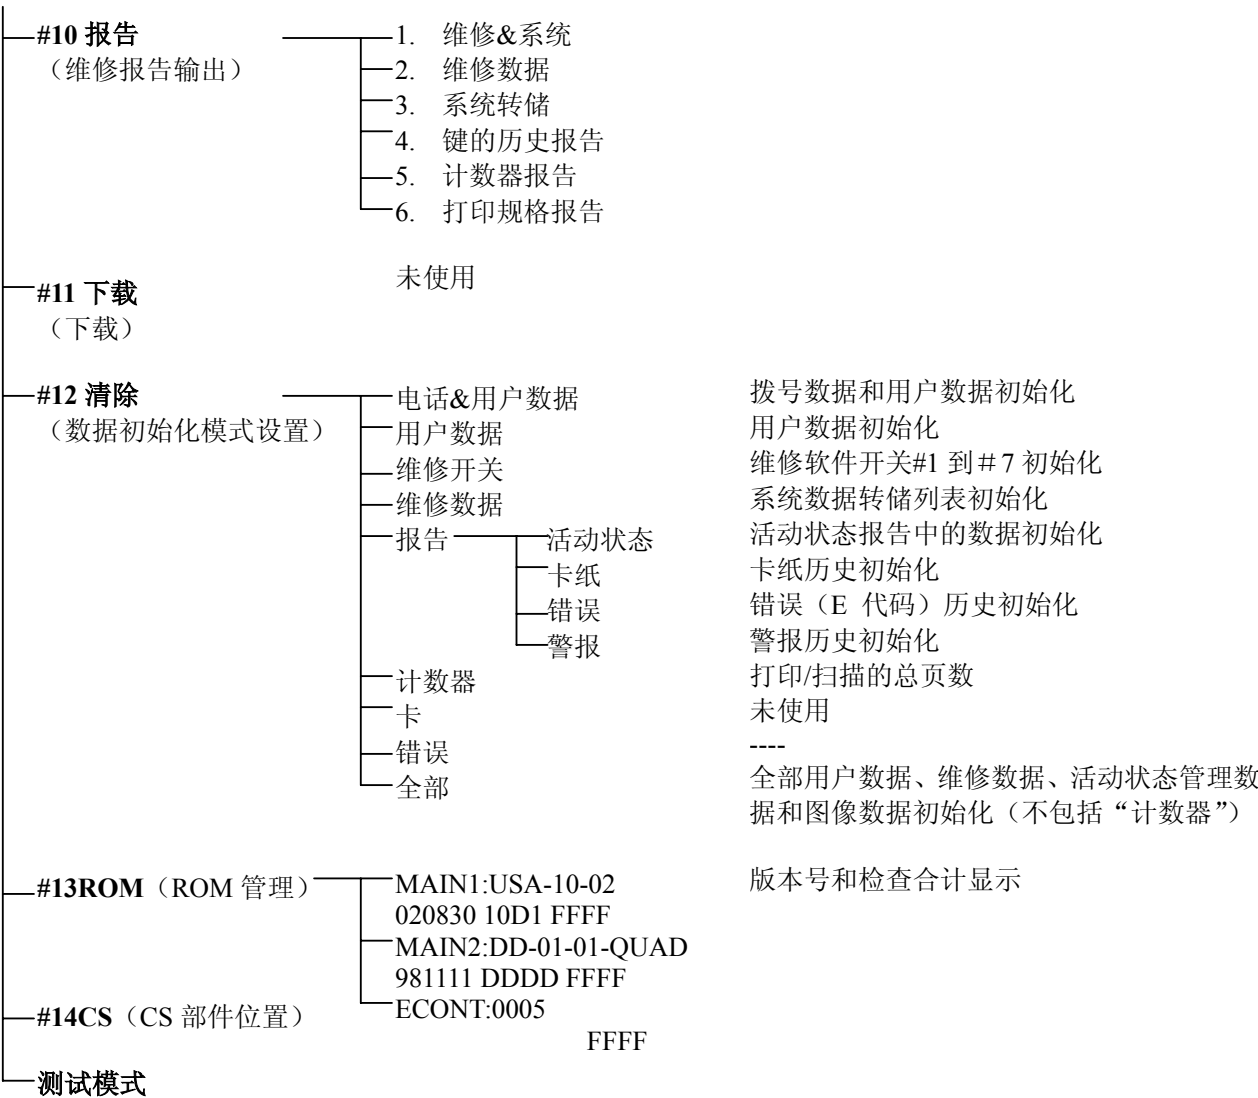 #10 报告 1. 维修&系统
（维修报告输出） 2. 维修数据
3. 系统转储
4. 键的历史报告
5. 计数器报告
6. 打印规格报告
#11 下载 未使用
（下载）
#12 清除 电话&用户数据 拨号数据和用户数据初始化
（数据初始化模式设置） 用户数据 用户数据初始化
维修开关 维修软件开关#1 到＃7 初始化
维修数据 系统数据转储列表初始化
报告 活动状态 活动状态报告中的数据初始化
卡纸 卡纸历史初始化
错误 错误（E 代码）历史初始化
警报 警报历史初始化
计数器 打印/扫描的总页数
卡 未使用
错误 ----
全部 全部用户数据、维修数据、活动状态管理数
据和图像数据初始化（不包括“计数器”）
#13ROM（ROM 管理） MAIN1:USA-10-02 版本号和检查合计显示
020830 10D1 FFFF
MAIN2:DD-01-01-QUAD
981111 DDDD FFFF
#14CS（CS 部件位置） ECONT:0005
FFFF
测试模式